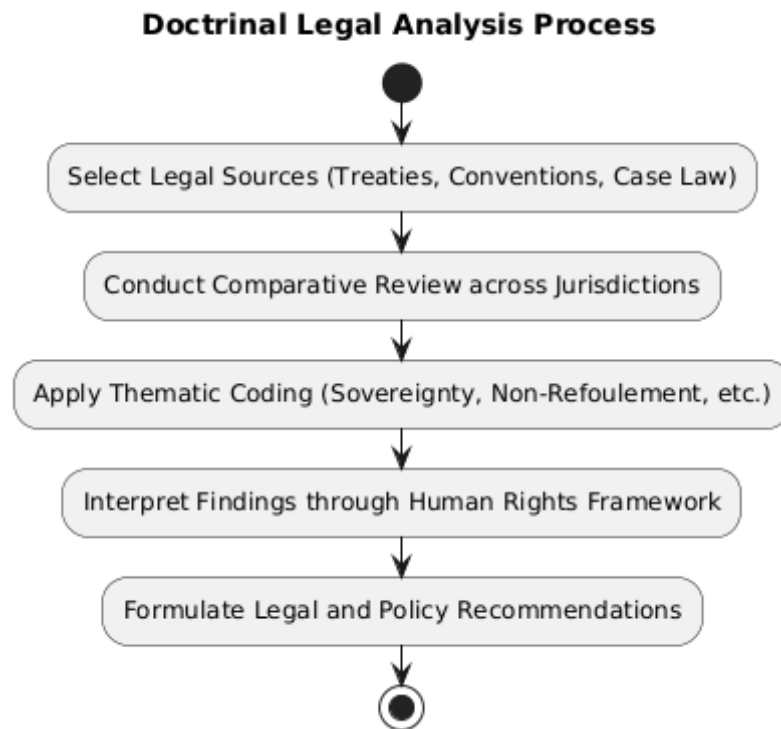 Doctrinal Legal Analysis Process
Select Legal Sources (Treaties, Conventions, Case Law)
Conduct Comparative Review across Jurisdictions
Apply Thematic Coding (Sovereignty, Non-Refoulement, etc.)
Interpret Findings through Human Rights Framework
Formulate Legal and Policy Recommendations